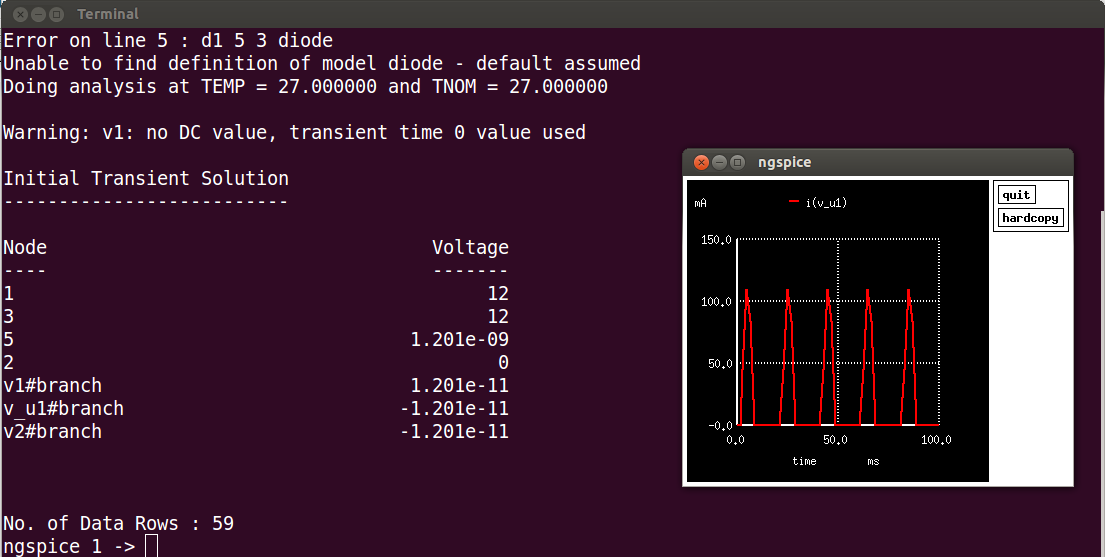 Terminal
Error on line 5 : d1 5 3 diode
Unable to find definition of model diode - default assumed
Doing analysis at TEMP = 27.000000 and TNOM = 27.000000
Warning: v1: no DC value, transient time 0 value used
Initial Transient Solution
--------------------------
Node Voltage
---- -------
1 12
3 12
5 1.201e-09
2 0
v1#branch 1.201e-11
v_u1#branch -1.201e-11
v2#branch -1.201e-11
No. of Data Rows : 59
ngspice 1 ->
ngspice
quit
hardcopy
mA i(v_u1)
150.0
100.0
50.0
-0.0
0.0 50.0 100.0
time ms